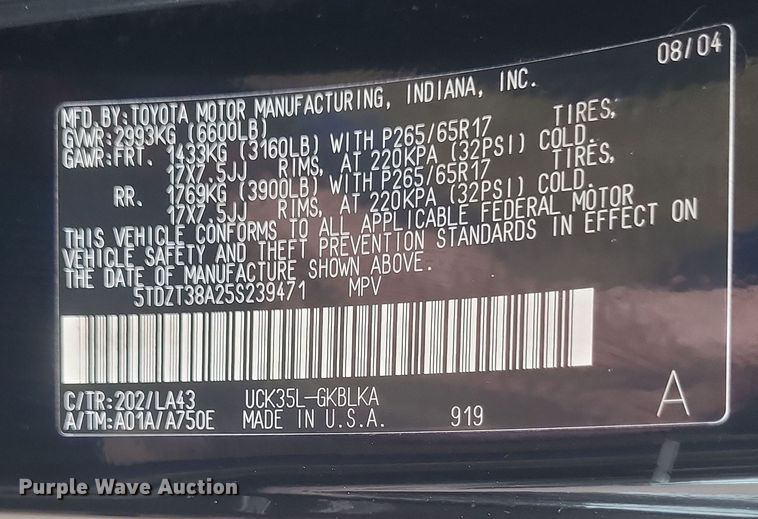 08/04
MFD. BY: TOYOTA MOTOR MANUFACTURING, INDIANA, INC.
GVWR: 2993KG (6600LB)
GAWR: FRT. 1433KG (3160LB) WITH P265/65R17 TIRES,
17X7.5JJ RIMS, AT 220KPA (32PSI) COLD.
RR. 1769KG (3900LB) WITH P265/65R17 TIRES,
17X7.5JJ RIMS, AT 220KPA (32PSI) COLD.
THIS VEHICLE CONFORMS TO ALL APPLICABLE FEDERAL MOTOR
VEHICLE SAFETY AND THEFT PREVENTION STANDARDS IN EFFECT ON
THE DATE OF MANUFACTURE SHOWN ABOVE.
5TDZT38A25S239471 MPV
C/TR: 202/LA43 UCK35L-GKBLKA
A/TM: A01A/A750E MADE IN U.S.A. 919 A
Purple Wave Auction